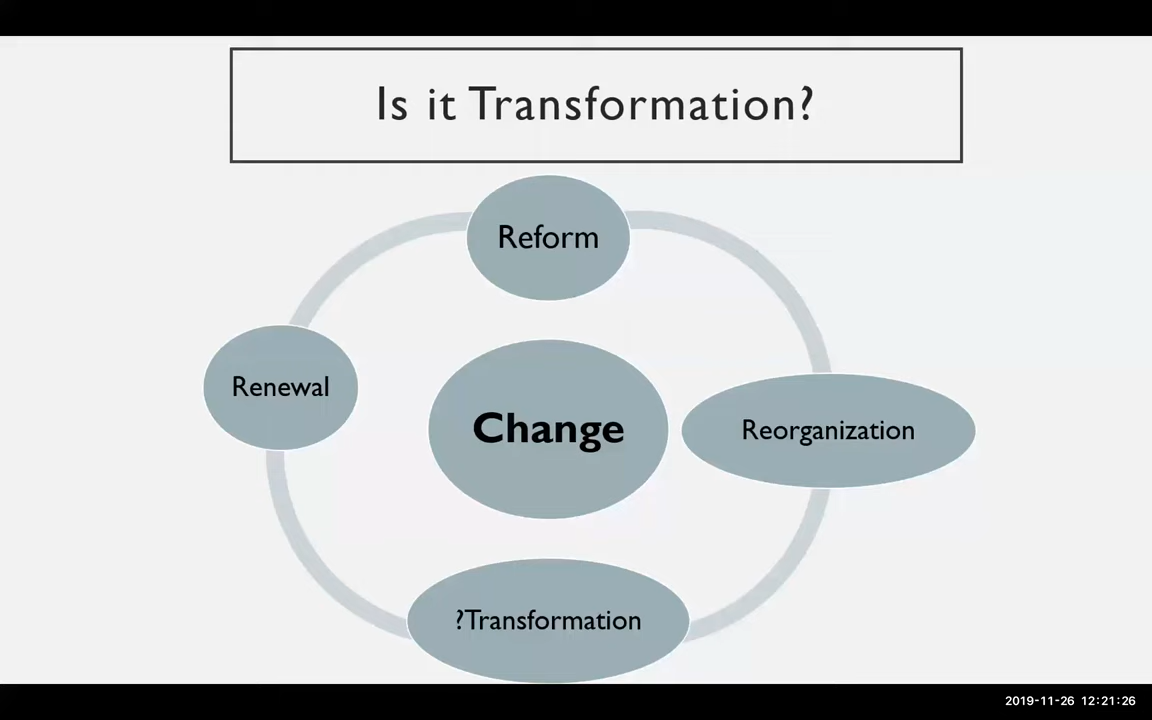 Is it Transformation?
Reform
Renewal
Change
Reorganization
?Transformation
2019-11-26 12:21:26